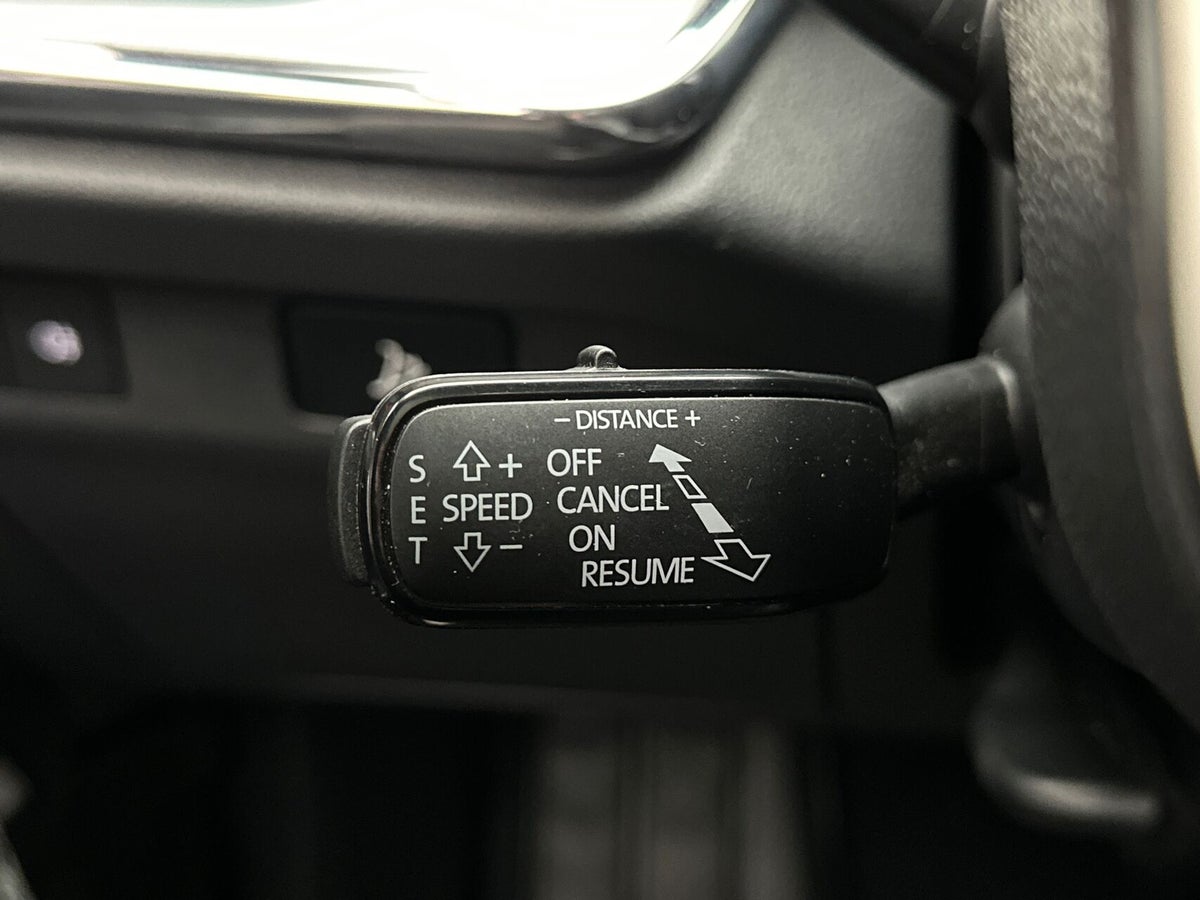 - DISTANCE +
S + OFF
E SPEED CANCEL
T - ON
RESUME